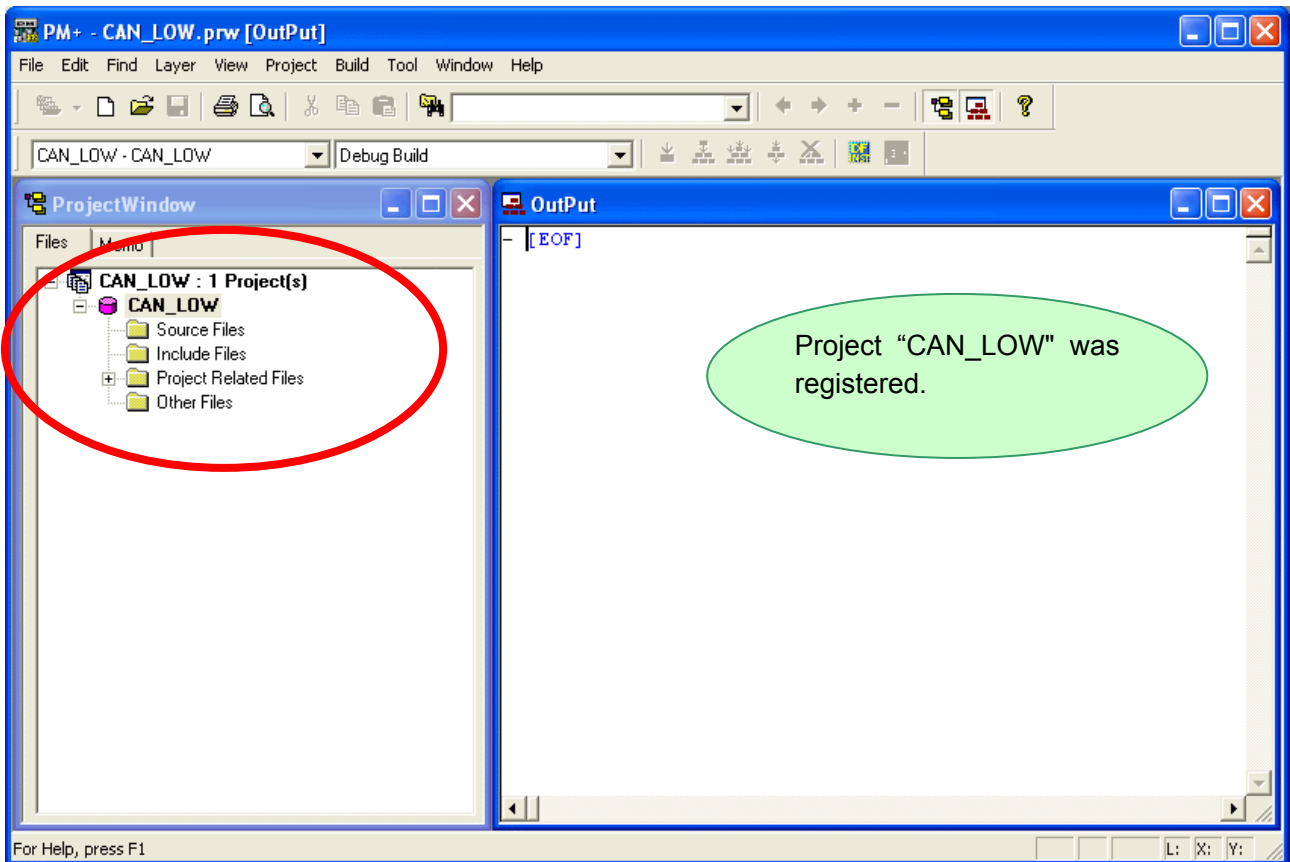 PM+ - CAN_LOW.prw [OutPut]
File Edit Find Layer View Project Build Tool Window Help
CAN_LOW - CAN_LOW Debug Build
ProjectWindow
OutPut
Files Memo
[EOF]
CAN_LOW : 1 Project(s)
CAN_LOW
Source Files
Include Files
Project Related Files
Other Files
Project “CAN_LOW" was
registered.
For Help, press F1
L: X: Y: